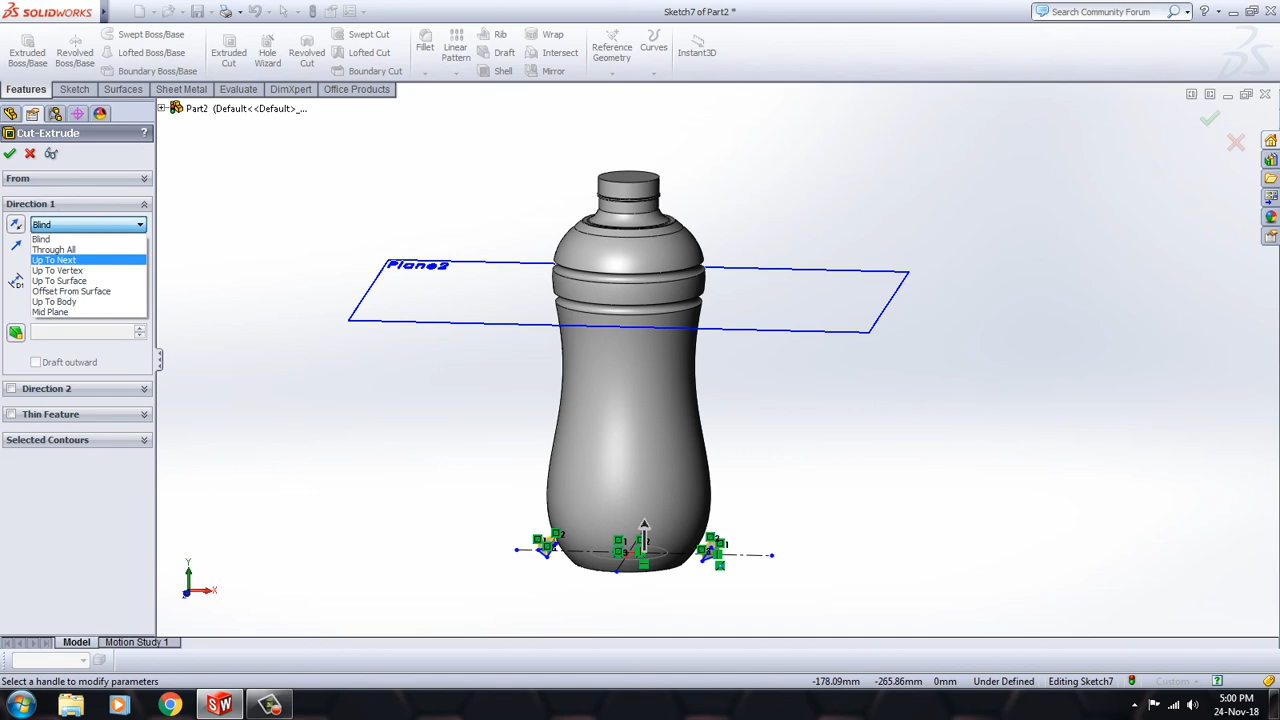 SOLIDWORKS
Sketch7 of Part2 *
Search Community Forum
Extruded Boss/Base
Revolved Boss/Base
Swept Boss/Base
Lofted Boss/Base
Boundary Boss/Base
Extruded Cut
Hole Wizard
Revolved Cut
Swept Cut
Lofted Cut
Boundary Cut
Fillet
Linear Pattern
Rib
Draft
Shell
Wrap
Intersect
Mirror
Reference Geometry
Curves
Instant3D
Features
Sketch
Surfaces
Sheet Metal
Evaluate
DimXpert
Office Products
Part2 (Default<<Default>_...
Cut-Extrude
?
From
Direction 1
Blind
Blind
Through All
Up To Next
Up To Vertex
Up To Surface
Offset From Surface
Up To Body
Mid Plane
Draft outward
Direction 2
Thin Feature
Selected Contours
Plane2
Y
X
Model
Motion Study 1
Select a handle to modify parameters
-178.09mm
-265.86mm
0mm
Under Defined
Editing Sketch7
Custom
5:00 PM
24-Nov-18